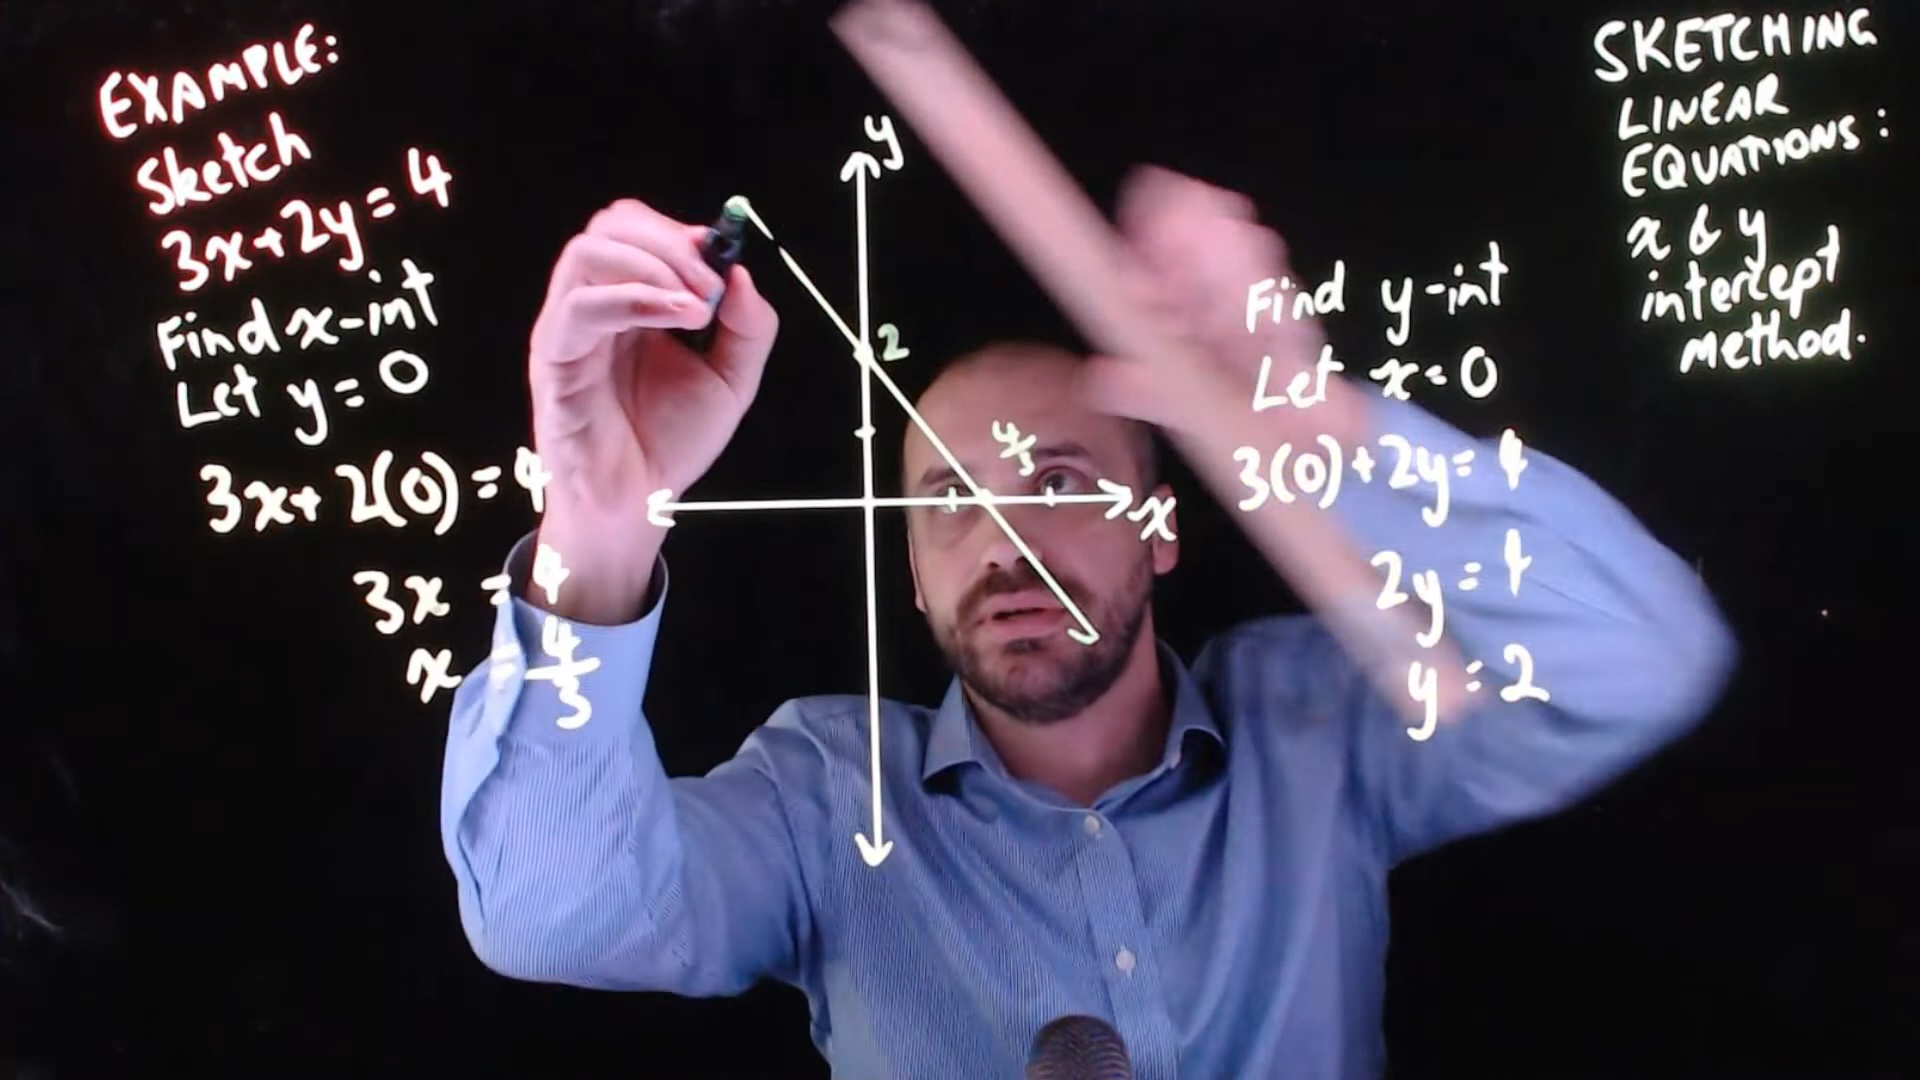 EXAMPLE:
Sketch
3x+2y=4
Find x-int
Let y=0
3x+2(0)=4
3x=4
x=4/3
y
2
4/3
x
Find y-int
Let x=0
3(0)+2y=4
2y=4
y=2
SKETCHING
LINEAR
EQUATIONS:
x & y
intercept
method.